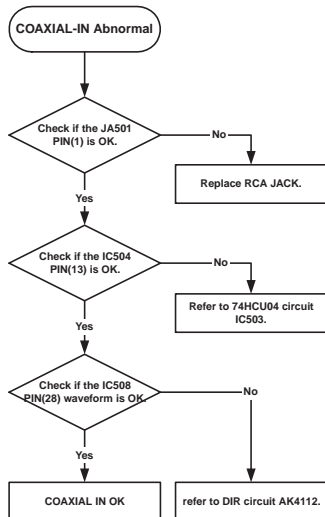 COAXIAL-IN Abnormal
Check if the JA501
PIN(1) is OK.
No
Replace RCA JACK.
Yes
Check if the IC504
PIN(13) is OK.
No
Refer to 74HCU04 circuit
IC503.
Yes
Check if the IC508
PIN(28) waveform is OK.
No
Yes
COAXIAL IN OK
refer to DIR circuit AK4112.